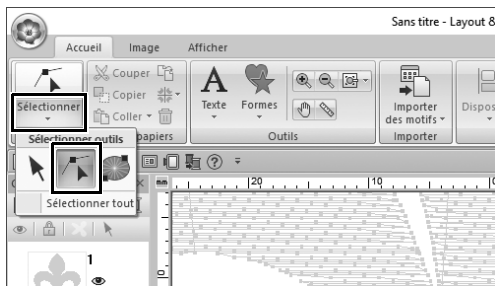 Sans titre - Layout &
Accueil Image Afficher
Sélectionner
Couper
Copier
Coller
Texte
Formes
Importer
des motifs
Sélectionner outils
papiers
Outils
Importer
Sélectionner tout
20 10
1